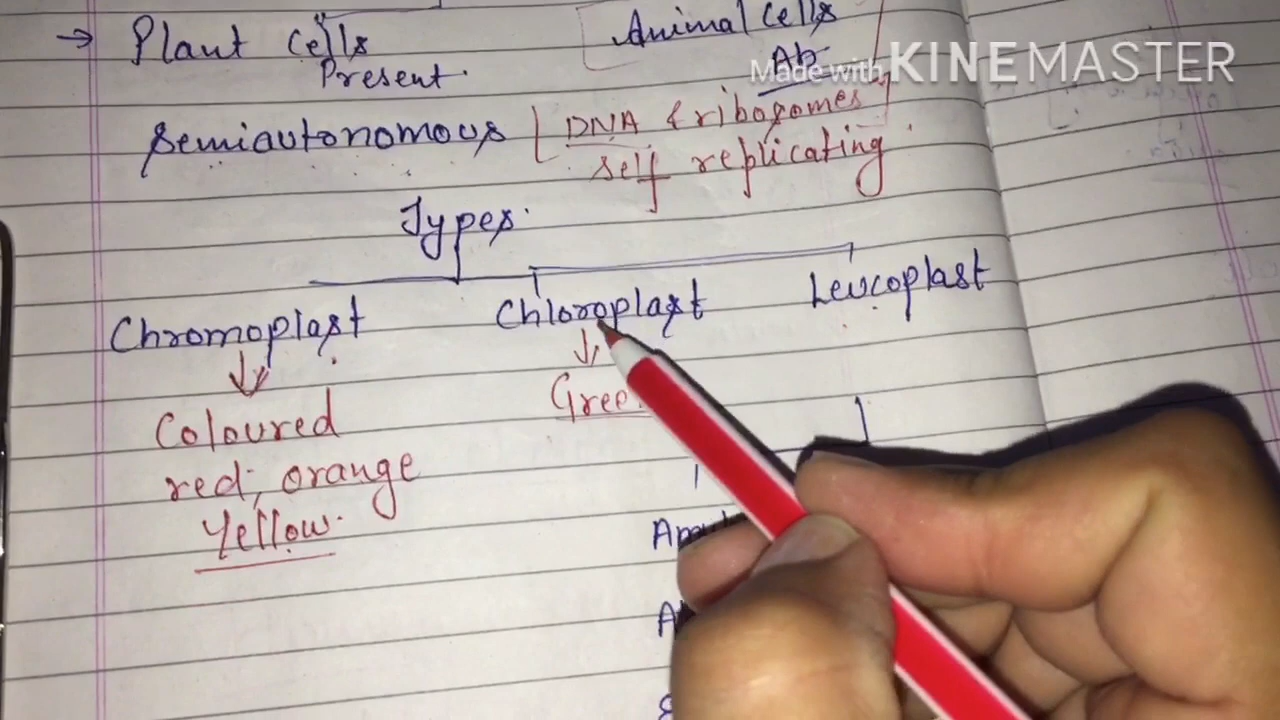 → Plant Cells
Animal Cells
Present.
Ab
Made with KINEMASTER
Semiautonomous
DNA & ribosomes
self replicating
Types.
Chromoplast
Chloroplast
Leucoplast
Coloured
red, orange
Yellow.
Gree